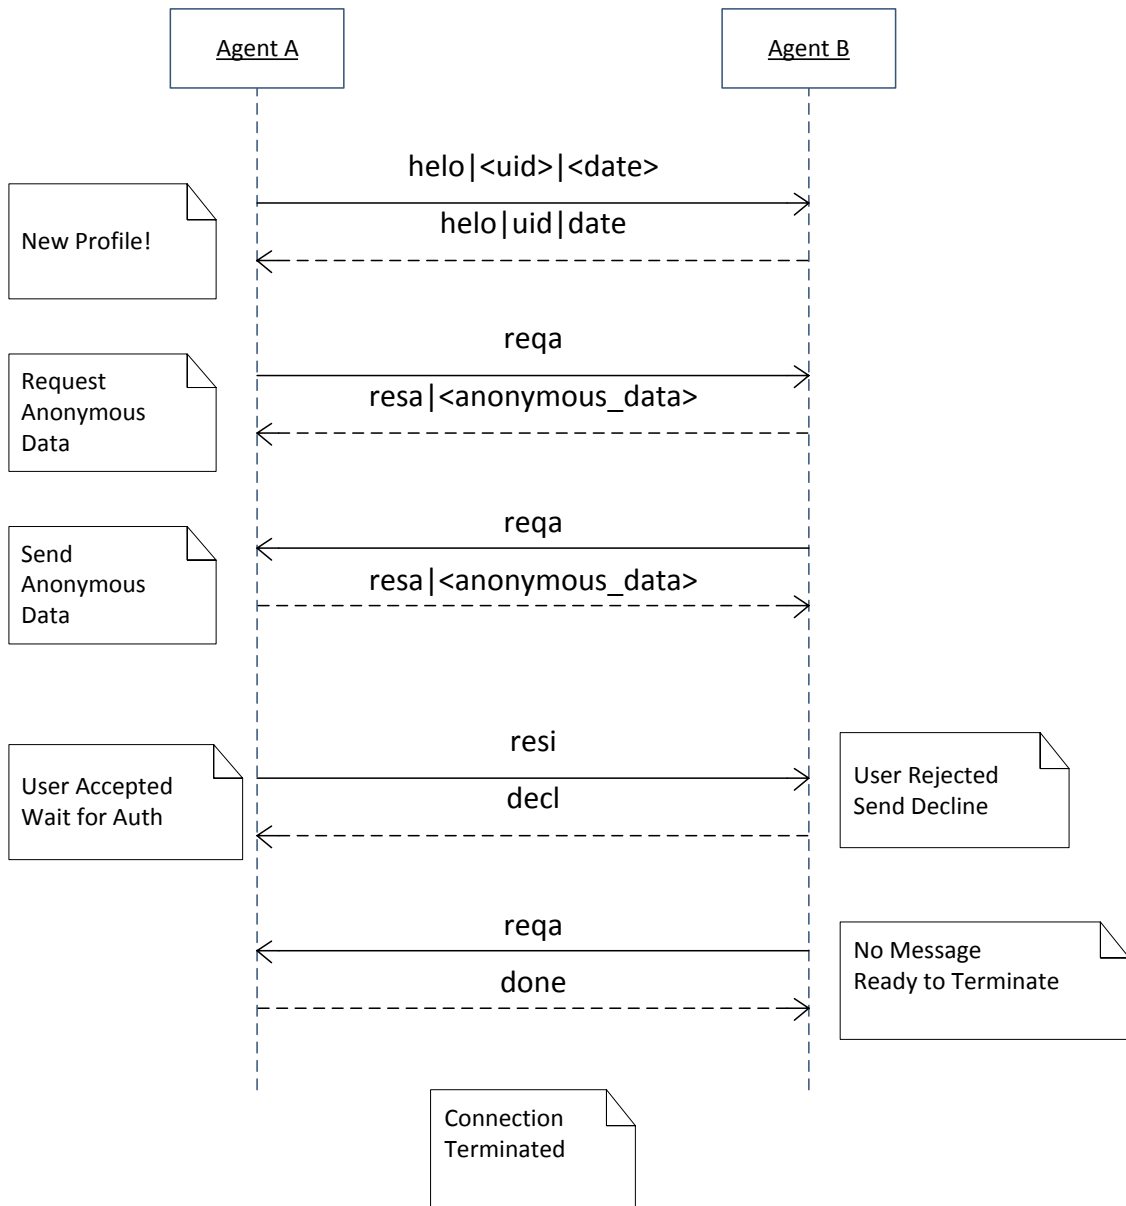 Agent A
Agent B
helo|<uid>|<date>
New Profile!
helo|uid|date
reqa
Request
Anonymous
Data
resa|<anonymous_data>
reqa
Send
Anonymous
Data
resa|<anonymous_data>
resi
User Accepted
Wait for Auth
User Rejected
Send Decline
decl
reqa
No Message
Ready to Terminate
done
Connection
Terminated